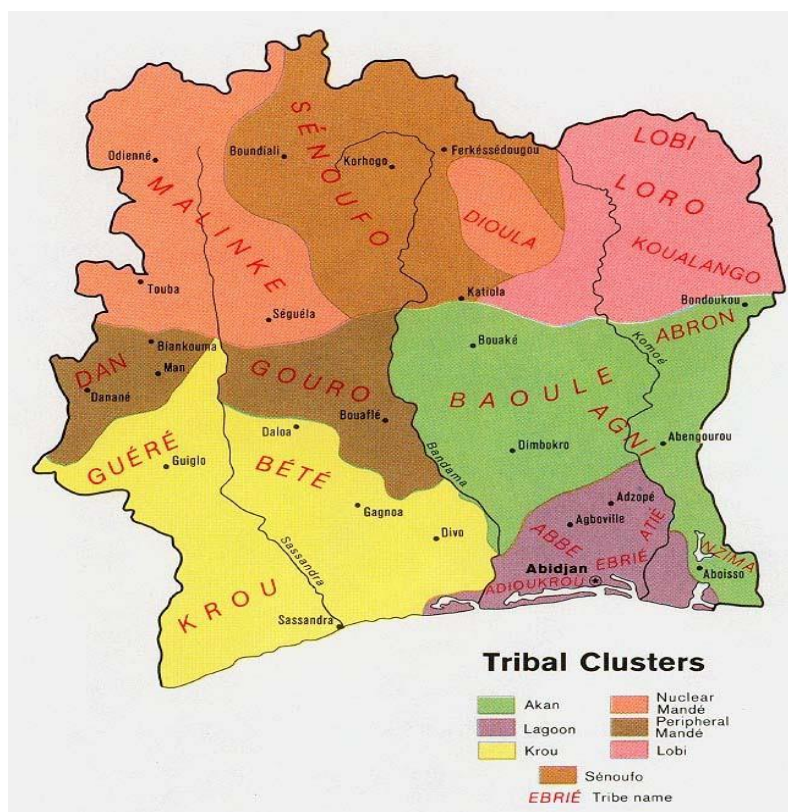 LOBI
SÉNOUFO
Odienné
Boundiali
Korhogo
Ferkéssédougou
LORO
MALINKE
DIOULA
KOUALANGO
Touba
Katiola
Bondoukou
Séguéla
ABRON
Biankouma
Bouaké
Komoé
DAN
Man
GOURO
Danané
BAOULE
Bouaflé
AGNI
Daloa
GUÉRÉ
Guiglo
BÉTÉ
Bandama
Dimbokro
Abengourou
Gagnoa
Adzopé
Divo
Agboville
ATIÉ
ABBE
Sassandra
Abidjan
EBRIÉ
NZIMA
ADIOUKROU
Aboisso
KROU
Sassandra
Tribal Clusters
Akan
Nuclear
Mandé
Lagoon
Peripheral
Mandé
Krou
Lobi
Sénoufo
EBRIÉ Tribe name